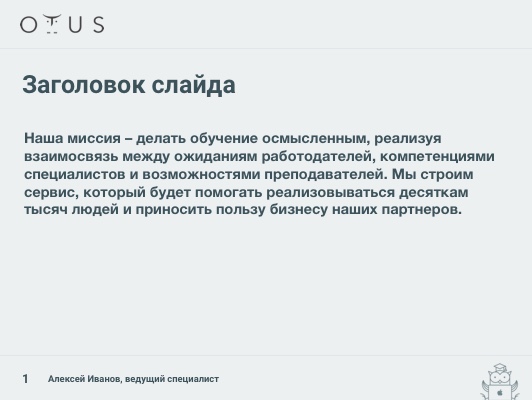 OTUS
Заголовок слайда
Наша миссия – делать обучение осмысленным, реализуя
взаимосвязь между ожиданиям работодателей, компетенциями
специалистов и возможностями преподавателей. Мы строим
сервис, который будет помогать реализовываться десяткам
тысяч людей и приносить пользу бизнесу наших партнеров.
1 Алексей Иванов, ведущий специалист